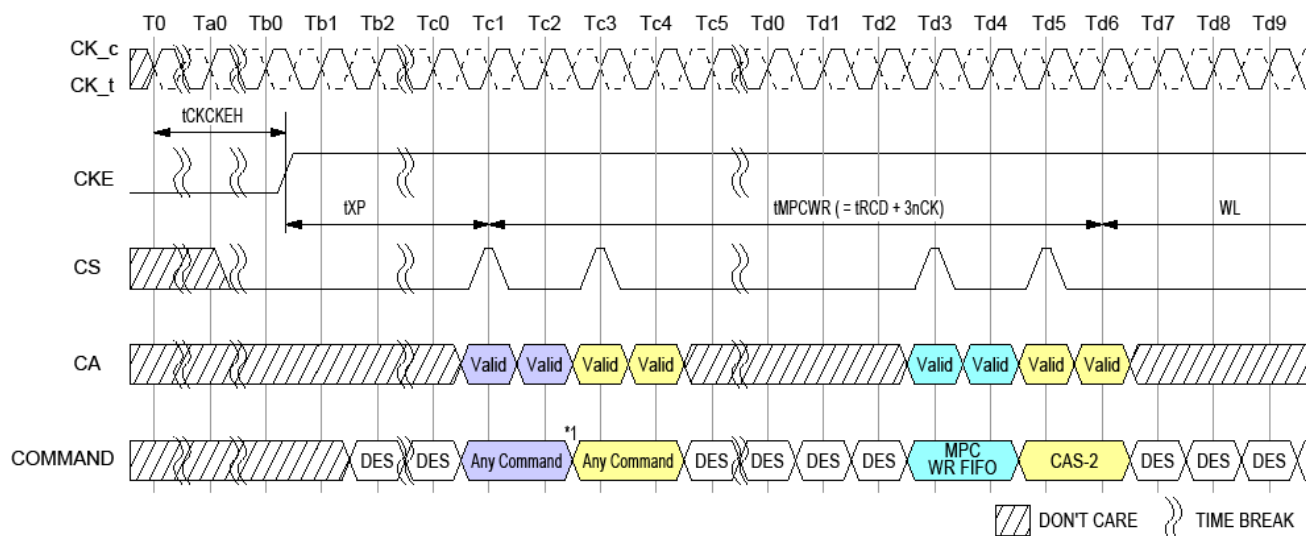 T0 Ta0 Tb0 Tb1 Tb2 Tc0 Tc1 Tc2 Tc3 Tc4 Tc5 Td0 Td1 Td2 Td3 Td4 Td5 Td6 Td7 Td8 Td9
CK_c
CK_t
tCKCKEH
CKE
tXP tMPCWR ( = tRCD + 3nCK) WL
CS
CA Valid Valid Valid Valid Valid Valid Valid Valid
*1
COMMAND DES DES Any Command Any Command DES DES DES DES MPC WR FIFO CAS-2 DES DES DES
DON'T CARE TIME BREAK